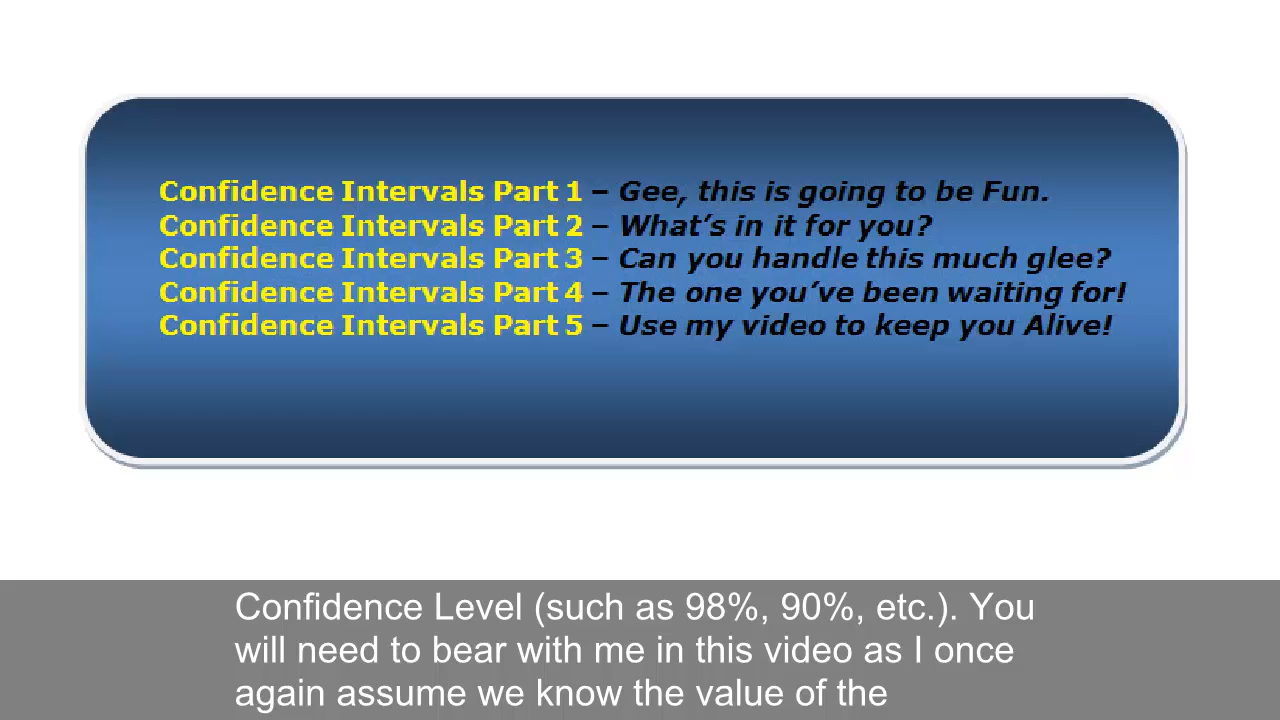 Confidence Intervals Part 1 – Gee, this is going to be Fun.
Confidence Intervals Part 2 – What’s in it for you?
Confidence Intervals Part 3 – Can you handle this much glee?
Confidence Intervals Part 4 – The one you’ve been waiting for!
Confidence Intervals Part 5 – Use my video to keep you Alive!
Confidence Level (such as 98%, 90%, etc.). You
will need to bear with me in this video as I once
again assume we know the value of the